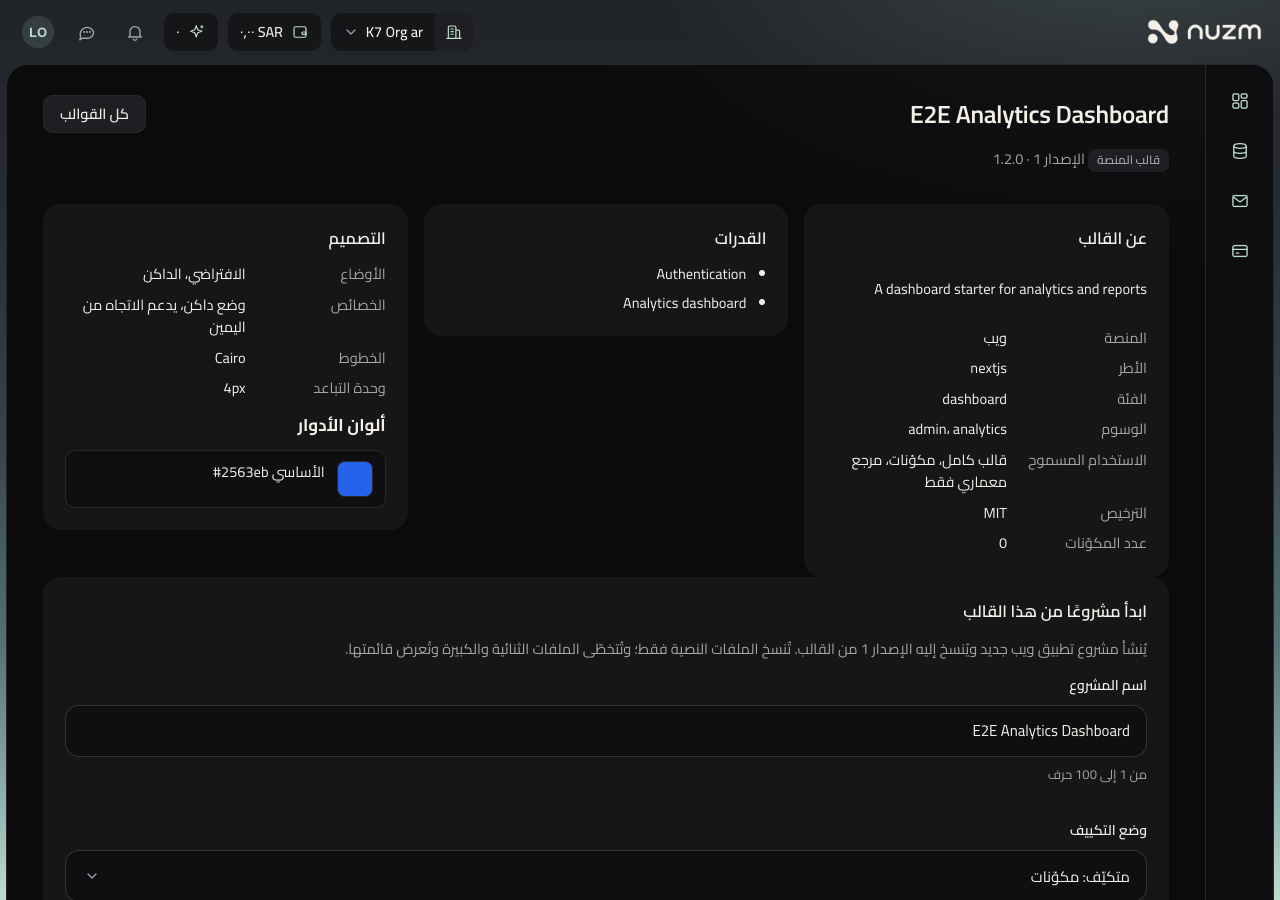 nuzm
K7 Org ar
٠,٠٠ SAR
٠
LO
E2E Analytics Dashboard
كل القوالب
قالب المنصة الإصدار 1 · 1.2.0
عن القالب
A dashboard starter for analytics and reports
المنصة ويب
الأطر nextjs
الفئة dashboard
الوسوم admin، analytics
الاستخدام المسموح قالب كامل، مكوّنات، مرجع
معماري فقط
الترخيص MIT
عدد المكوّنات 0
القدرات
Authentication
Analytics dashboard
التصميم
الأوضاع الافتراضي، الداكن
الخصائص وضع داكن، يدعم الاتجاه من
اليمين
الخطوط Cairo
وحدة التباعد 4px
ألوان الأدوار
الأساسي #2563eb
ابدأ مشروعًا من هذا القالب
يُنشأ مشروع تطبيق ويب جديد ويُنسخ إليه الإصدار 1 من القالب. تُنسخ الملفات النصية فقط؛ وتُتخطّى الملفات الثنائية والكبيرة وتُعرض قائمتها.
اسم المشروع
E2E Analytics Dashboard
من 1 إلى 100 حرف
وضع التكييف
متكيّف: مكوّنات